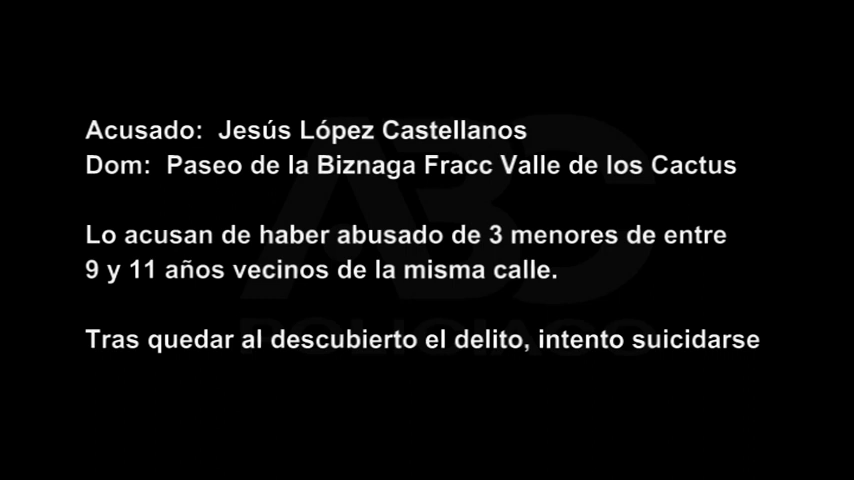 Acusado: Jesús López Castellanos
Dom: Paseo de la Biznaga Fracc Valle de los Cactus
Lo acusan de haber abusado de 3 menores de entre
9 y 11 años vecinos de la misma calle.
Tras quedar al descubierto el delito, intento suicidarse
ABC
POLICIACO